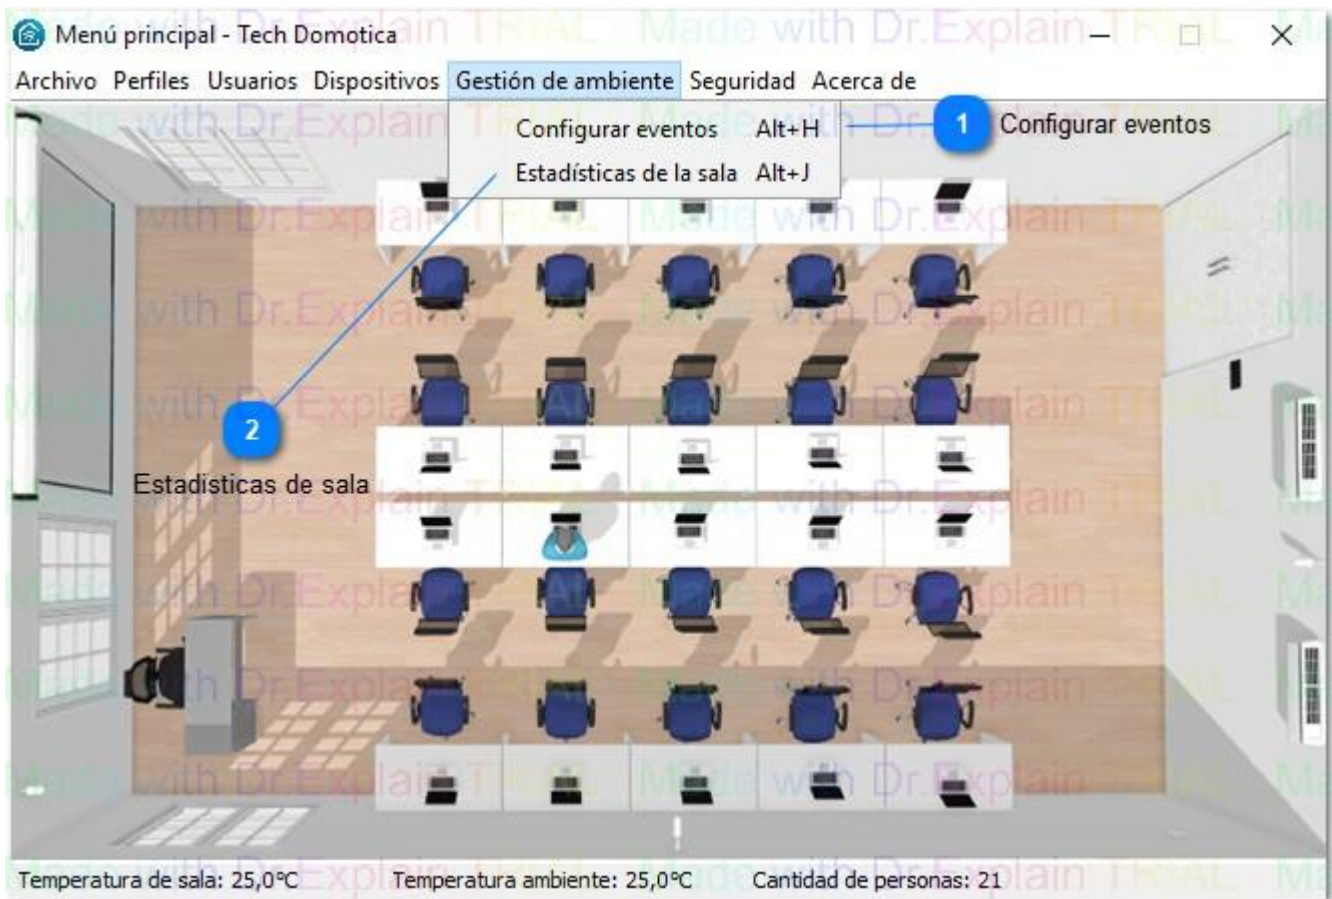 Menú principal - Tech Domotica
Archivo Perfiles Usuarios Dispositivos Gestión de ambiente Seguridad Acerca de
Configurar eventos Alt+H
1 Configurar eventos
Estadísticas de la sala Alt+J
2
Estadisticas de sala
Temperatura de sala: 25,0°C Temperatura ambiente: 25,0°C Cantidad de personas: 21
Made with Dr.Explain TRIAL